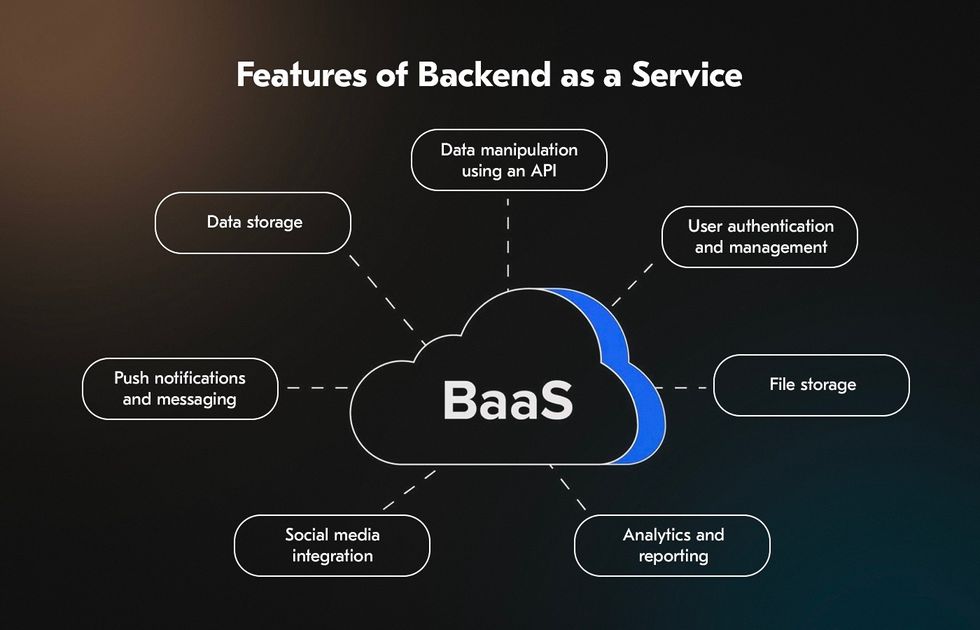 Features of Backend as a Service
Data manipulation
using an API
Data storage
User authentication
and management
Push notifications
and messaging
BaaS
File storage
Social media
integration
Analytics and
reporting